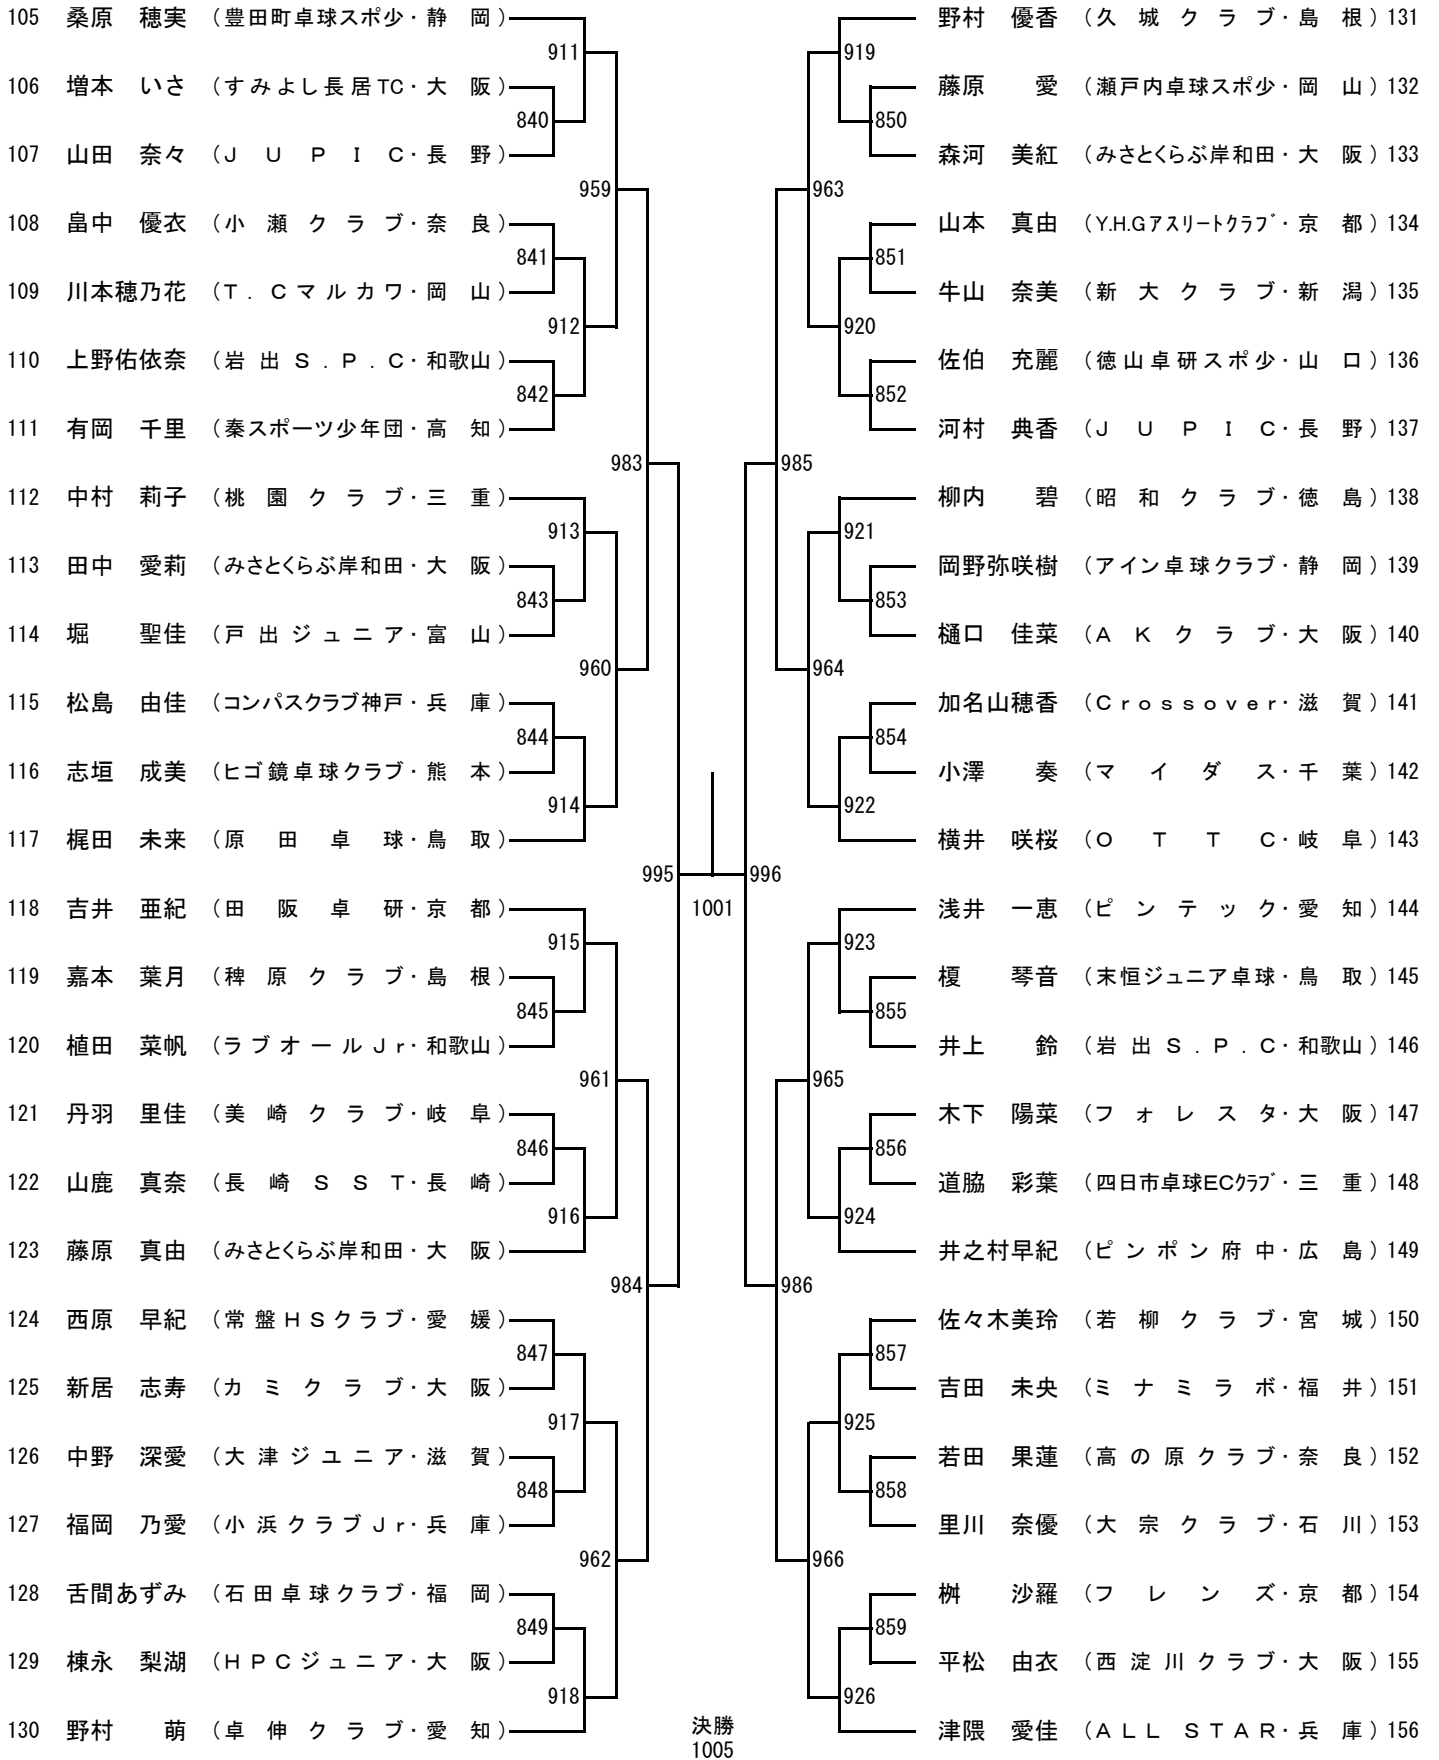 105 桑原 穂実 （豊田町卓球スポ少・静 岡）
911
106 増本 いさ （すみよし長居TC・大 阪）
840
107 山田 奈々 （ＪＵＰＩＣ・長 野）
959
108 畠中 優衣 （小瀬クラブ・奈 良）
841
109 川本穂乃花 （Ｔ．Ｃマルカワ・岡 山）
912
110 上野佑依奈 （岩出Ｓ．Ｐ．Ｃ・和歌山）
842
111 有岡 千里 （秦スポーツ少年団・高 知）
983
112 中村 莉子 （桃園クラブ・三 重）
913
113 田中 愛莉 （みさとくらぶ岸和田・大 阪）
843
114 堀 聖佳 （戸出ジュニア・富 山）
960
115 松島 由佳 （コンパスクラブ神戸・兵 庫）
844
116 志垣 成美 （ヒゴ鏡卓球クラブ・熊 本）
914
117 梶田 未来 （原田卓球・鳥 取）
995
118 吉井 亜紀 （田阪卓研・京 都）
915
119 嘉本 葉月 （稗原クラブ・島 根）
845
120 植田 菜帆 （ラブオールＪｒ・和歌山）
961
121 丹羽 里佳 （美崎クラブ・岐 阜）
846
122 山鹿 真奈 （長崎ＳＳＴ・長 崎）
916
123 藤原 真由 （みさとくらぶ岸和田・大 阪）
984
124 西原 早紀 （常盤ＨＳクラブ・愛 媛）
847
125 新居 志寿 （カミクラブ・大 阪）
917
126 中野 深愛 （大津ジュニア・滋 賀）
848
127 福岡 乃愛 （小浜クラブＪｒ・兵 庫）
962
128 舌間あずみ （石田卓球クラブ・福 岡）
849
129 棟永 梨湖 （ＨＰＣジュニア・大 阪）
918
130 野村 萌 （卓伸クラブ・愛 知）
1001
決勝
1005
野村 優香 （久城クラブ・島 根） 131
919
藤原 愛 （瀬戸内卓球スポ少・岡 山） 132
850
森河 美紅 （みさとくらぶ岸和田・大 阪） 133
963
山本 真由 （Y.H.Gアスリートクラブ・京 都） 134
851
牛山 奈美 （新大クラブ・新 潟） 135
920
佐伯 充麗 （徳山卓研スポ少・山 口） 136
852
河村 典香 （ＪＵＰＩＣ・長 野） 137
985
柳内 碧 （昭和クラブ・徳 島） 138
921
岡野弥咲樹 （アイン卓球クラブ・静 岡） 139
853
樋口 佳菜 （ＡＫクラブ・大 阪） 140
964
加名山穂香 （Ｃｒｏｓｓｏｖｅｒ・滋 賀） 141
854
小澤 奏 （マイダス・千 葉） 142
922
横井 咲桜 （ＯＴＴＣ・岐 阜） 143
996
浅井 一恵 （ピンテック・愛 知） 144
923
榎 琴音 （末恒ジュニア卓球・鳥 取） 145
855
井上 鈴 （岩出Ｓ．Ｐ．Ｃ・和歌山） 146
965
木下 陽菜 （フォレスタ・大 阪） 147
856
道脇 彩葉 （四日市卓球ECクラブ・三 重） 148
924
井之村早紀 （ピンポン府中・広 島） 149
986
佐々木美玲 （若柳クラブ・宮 城） 150
857
吉田 未央 （ミナミラボ・福 井） 151
925
若田 果蓮 （高の原クラブ・奈 良） 152
858
里川 奈優 （大宗クラブ・石 川） 153
966
桝 沙羅 （フレンズ・京 都） 154
859
平松 由衣 （西淀川クラブ・大 阪） 155
926
津隈 愛佳 （ＡＬＬ ＳＴＡＲ・兵 庫） 156